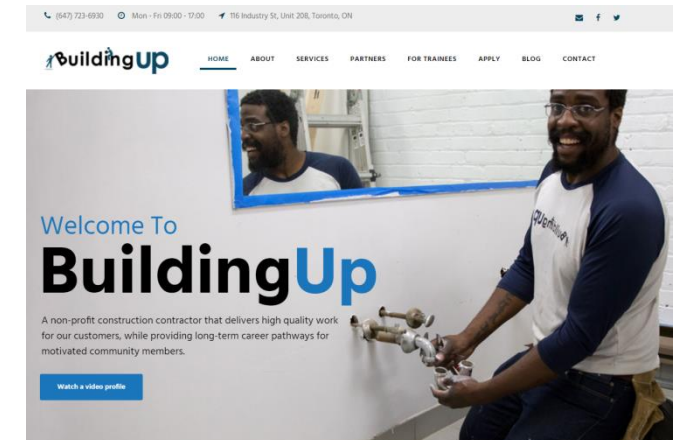 (647) 723-6930 Mon - Fri 09:00 - 17:00 116 Industry St, Unit 208, Toronto, ON
BuildingUp
HOME ABOUT SERVICES PARTNERS FOR TRAINEES APPLY BLOG CONTACT
Welcome To
BuildingUp
A non-profit construction contractor that delivers high quality work
for our customers, while providing long-term career pathways for
motivated community members.
Watch a video profile